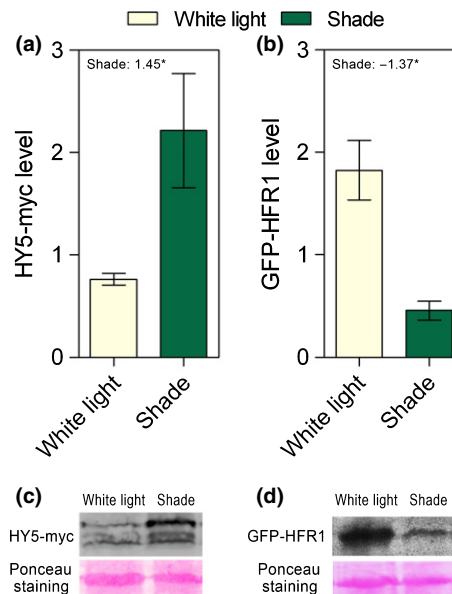 White light Shade
(a)
Shade: 1.45*
HY5-myc level
3
2
1
0
White light
Shade
(b)
Shade: −1.37*
GFP-HFR1 level
3
2
1
0
White light
Shade
(c)
White light Shade
HY5-myc
Ponceau
staining
(d)
White light Shade
GFP-HFR1
Ponceau
staining